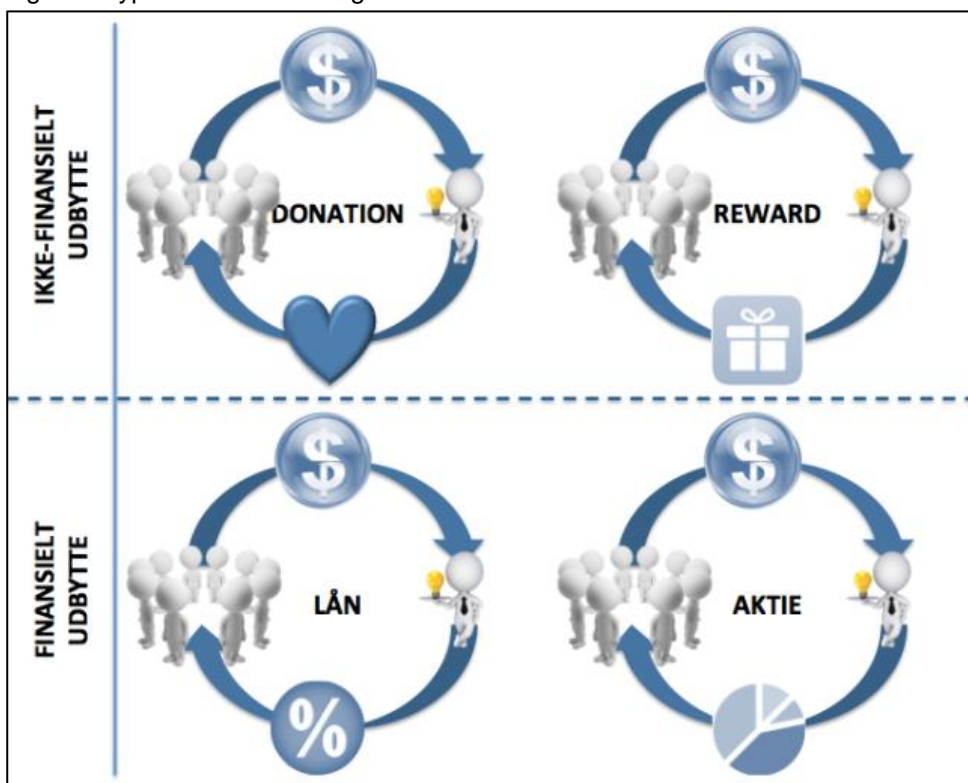 IKKE-FINANSIELT
UDBYTTE
DONATION
REWARD
FINANSIELT
UDBYTTE
LÅN
AKTIE
$
$
$
$
%